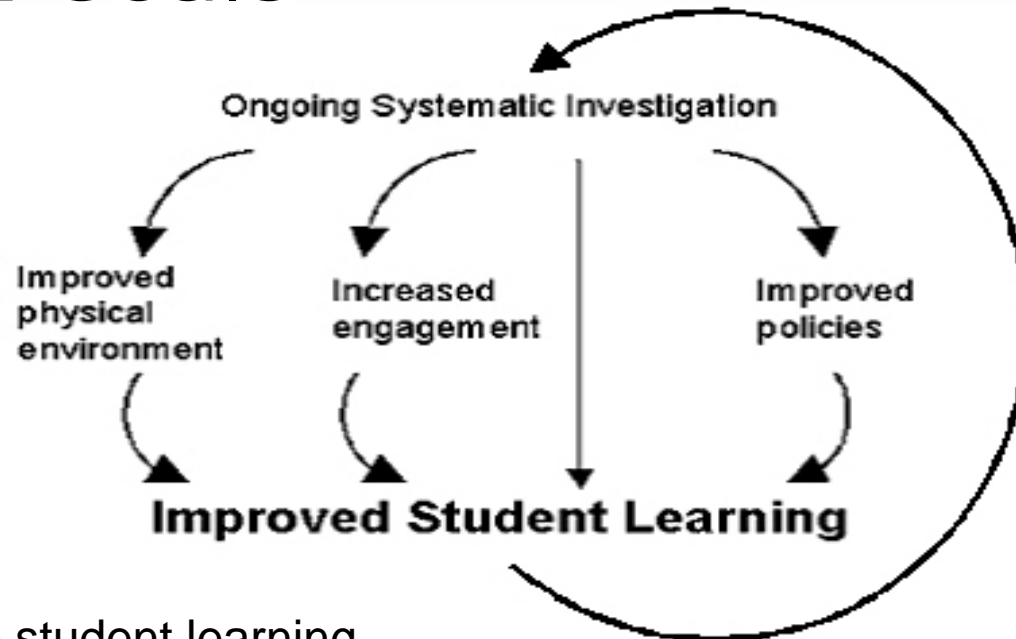 Ongoing Systematic Investigation
Improved
physical
environment
Increased
engagement
Improved
policies
Improved Student Learning
student learning